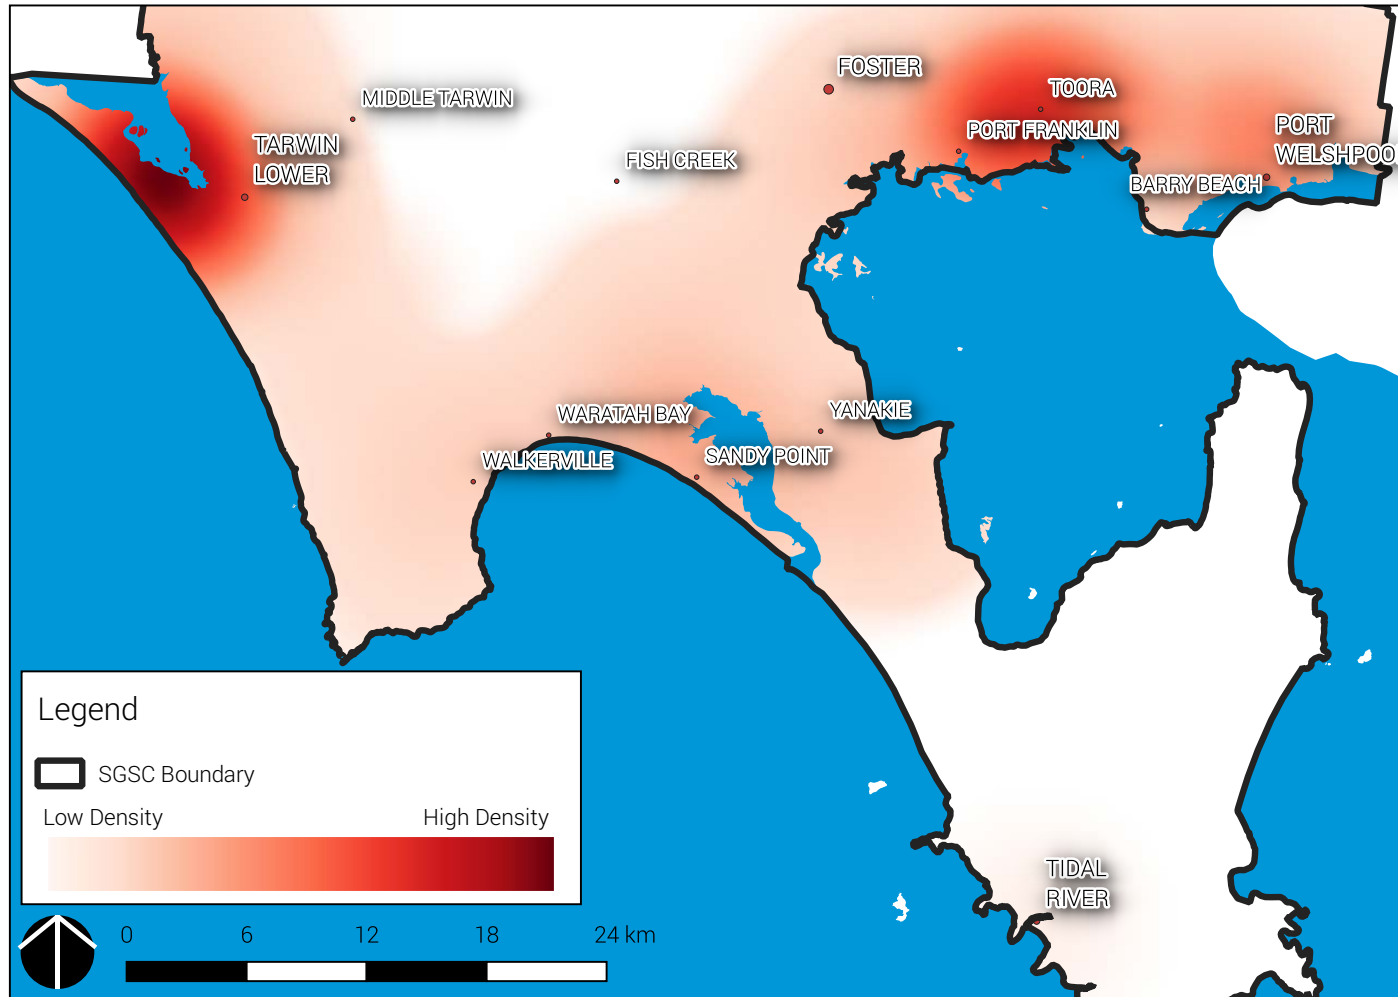 FOSTER
TOORA
MIDDLE TARWIN
PORT FRANKLIN
PORT
WELSHPOO
TARWIN
LOWER
FISH CREEK
BARRY BEACH
WARATAH BAY
YANAKIE
WALKERVILLE
SANDY POINT
Legend
SGSC Boundary
Low Density High Density
TIDAL
RIVER
0 6 12 18 24 km